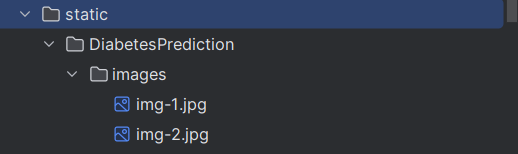 static
DiabetesPrediction
images
img-1.jpg
img-2.jpg